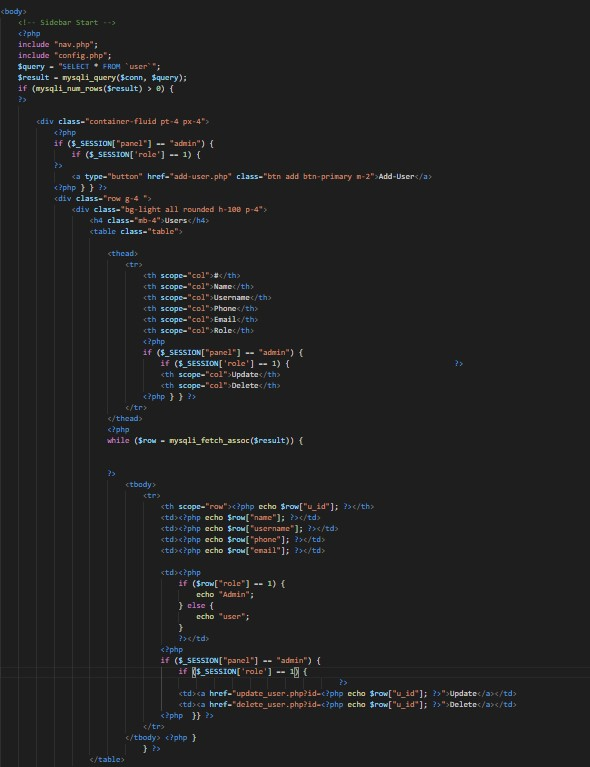 <body>
<!-- Sidebar Start -->
<?php
include "nav.php";
include "config.php";
$query = "SELECT * FROM `user`";
$result = mysqli_query($conn, $query);
if (mysqli_num_rows($result) > 0) {
?>
<div class="container-fluid pt-4 px-4">
<?php
if ($_SESSION["panel"] == "admin") {
if ($_SESSION['role'] == 1) {
?>
<a type="button" href="add-user.php" class="btn add btn-primary m-2">Add-User</a>
<?php } } ?>
<div class="row g-4 ">
<div class="bg-light all rounded h-100 p-4">
<h4 class="mb-4">Users</h4>
<table class="table">
<thead>
<tr>
<th scope="col">#</th>
<th scope="col">Name</th>
<th scope="col">Username</th>
<th scope="col">Phone</th>
<th scope="col">Email</th>
<th scope="col">Role</th>
<?php
if ($_SESSION["panel"] == "admin") {
if ($_SESSION['role'] == 1) { ?>
<th scope="col">Update</th>
<th scope="col">Delete</th>
<?php } } ?>
</tr>
</thead>
<?php
while ($row = mysqli_fetch_assoc($result)) {
?>
<tbody>
<tr>
<th scope="row"><?php echo $row["u_id"]; ?></th>
<td><?php echo $row["name"]; ?></td>
<td><?php echo $row["username"]; ?></td>
<td><?php echo $row["phone"]; ?></td>
<td><?php echo $row["email"]; ?></td>
<td><?php
if ($row["role"] == 1) {
echo "Admin";
} else {
echo "user";
}
?></td>
<?php
if ($_SESSION["panel"] == "admin") {
if ($_SESSION['role'] == 1) {
?>
<td><a href="update_user.php?id=<?php echo $row["u_id"]; ?>">Update</a></td>
<td><a href="delete_user.php?id=<?php echo $row["u_id"]; ?>">Delete</a></td>
<?php }} ?>
</tr>
</tbody> <?php }
} ?>
</table>